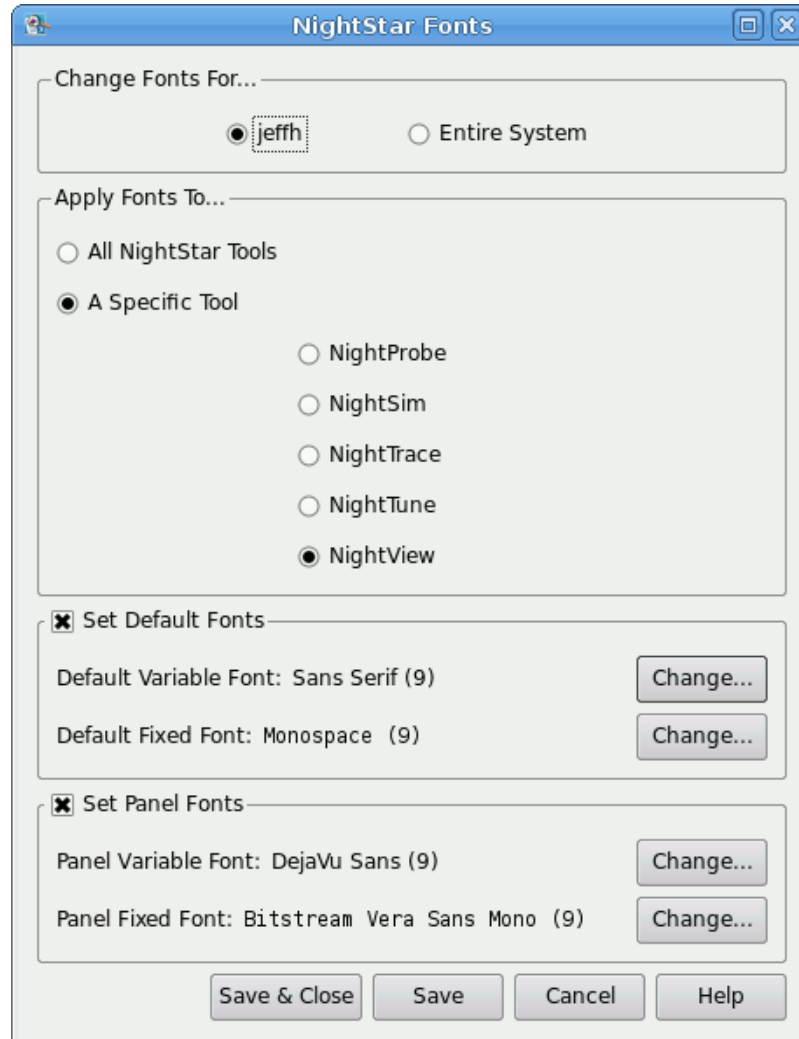 NightStar Fonts
Change Fonts For...
jeffh Entire System
Apply Fonts To...
All NightStar Tools
A Specific Tool
NightProbe
NightSim
NightTrace
NightTune
NightView
Set Default Fonts
Default Variable Font: Sans Serif (9) Change...
Default Fixed Font: Monospace (9) Change...
Set Panel Fonts
Panel Variable Font: DejaVu Sans (9) Change...
Panel Fixed Font: Bitstream Vera Sans Mono (9) Change...
Save & Close Save Cancel Help